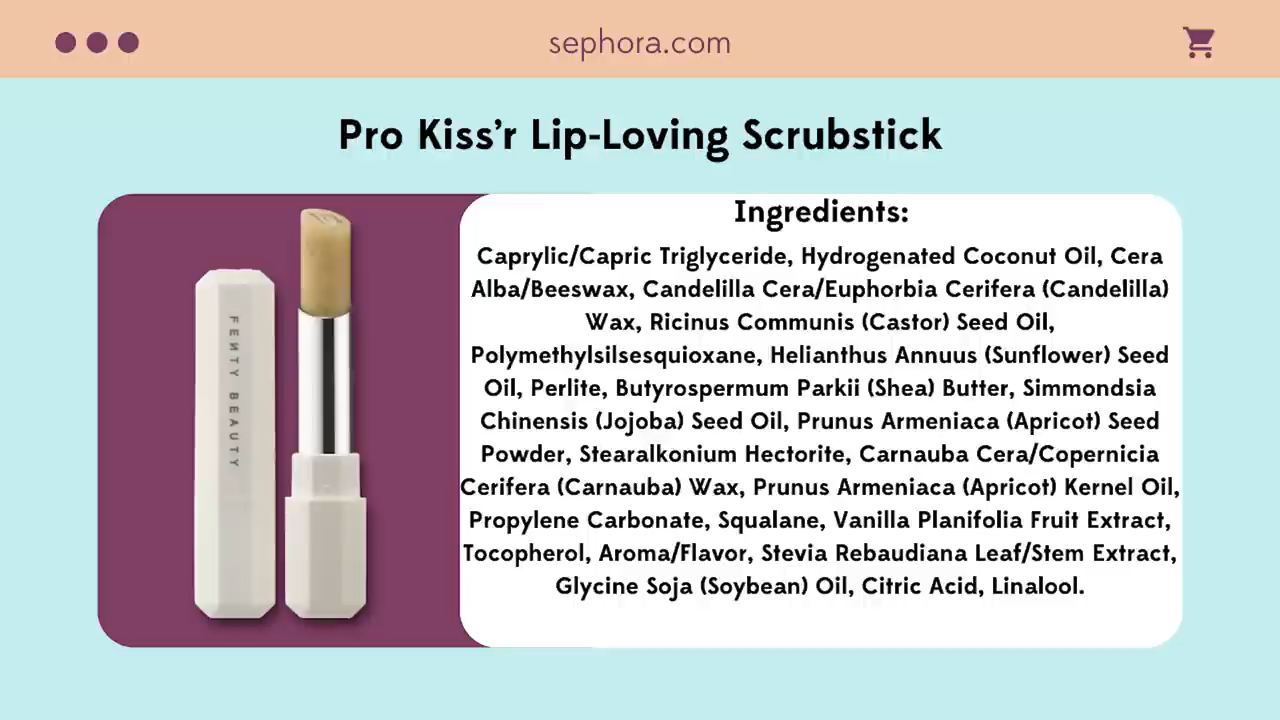 sephora.com
Pro Kiss’r Lip-Loving Scrubstick
FENTY BEAUTY
Ingredients:
Caprylic/Capric Triglyceride, Hydrogenated Coconut Oil, Cera
Alba/Beeswax, Candelilla Cera/Euphorbia Cerifera (Candelilla)
Wax, Ricinus Communis (Castor) Seed Oil,
Polymethylsilsesquioxane, Helianthus Annuus (Sunflower) Seed
Oil, Perlite, Butyrospermum Parkii (Shea) Butter, Simmondsia
Chinensis (Jojoba) Seed Oil, Prunus Armeniaca (Apricot) Seed
Powder, Stearalkonium Hectorite, Carnauba Cera/Copernicia
Cerifera (Carnauba) Wax, Prunus Armeniaca (Apricot) Kernel Oil,
Propylene Carbonate, Squalane, Vanilla Planifolia Fruit Extract,
Tocopherol, Aroma/Flavor, Stevia Rebaudiana Leaf/Stem Extract,
Glycine Soja (Soybean) Oil, Citric Acid, Linalool.